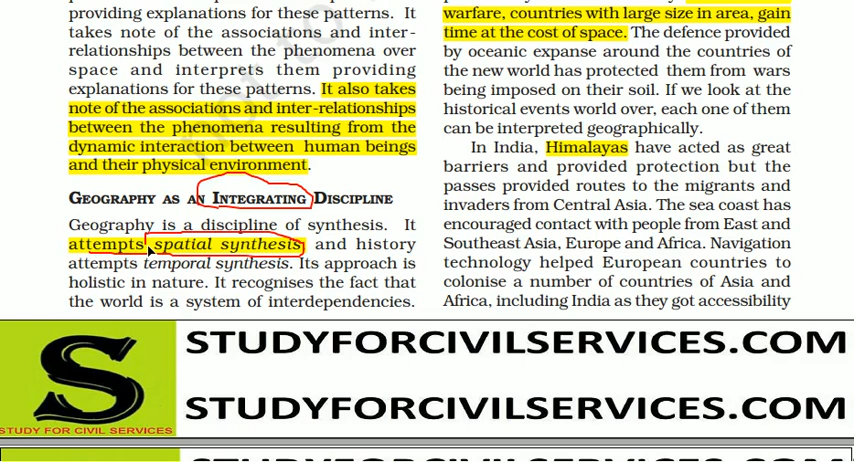 providing explanations for these patterns. It
takes note of the associations and inter-
relationships between the phenomena over
space and interprets them providing
explanations for these patterns. It also takes
note of the associations and inter-relationships
between the phenomena resulting from the
dynamic interaction between human beings
and their physical environment.
GEOGRAPHY AS AN INTEGRATING DISCIPLINE
Geography is a discipline of synthesis. It
attempts spatial synthesis and history
attempts temporal synthesis. Its approach is
holistic in nature. It recognises the fact that
the world is a system of interdependencies.
warfare, countries with large size in area, gain
time at the cost of space. The defence provided
by oceanic expanse around the countries of
the new world has protected them from wars
being imposed on their soil. If we look at the
historical events world over, each one of them
can be interpreted geographically.
In India, Himalayas have acted as great
barriers and provided protection but the
passes provided routes to the migrants and
invaders from Central Asia. The sea coast has
encouraged contact with people from East and
Southeast Asia, Europe and Africa. Navigation
technology helped European countries to
colonise a number of countries of Asia and
Africa, including India as they got accessibility
S
STUDY FOR CIVIL SERVICES
STUDYFORCIVILSERVICES.COM
STUDYFORCIVILSERVICES.COM